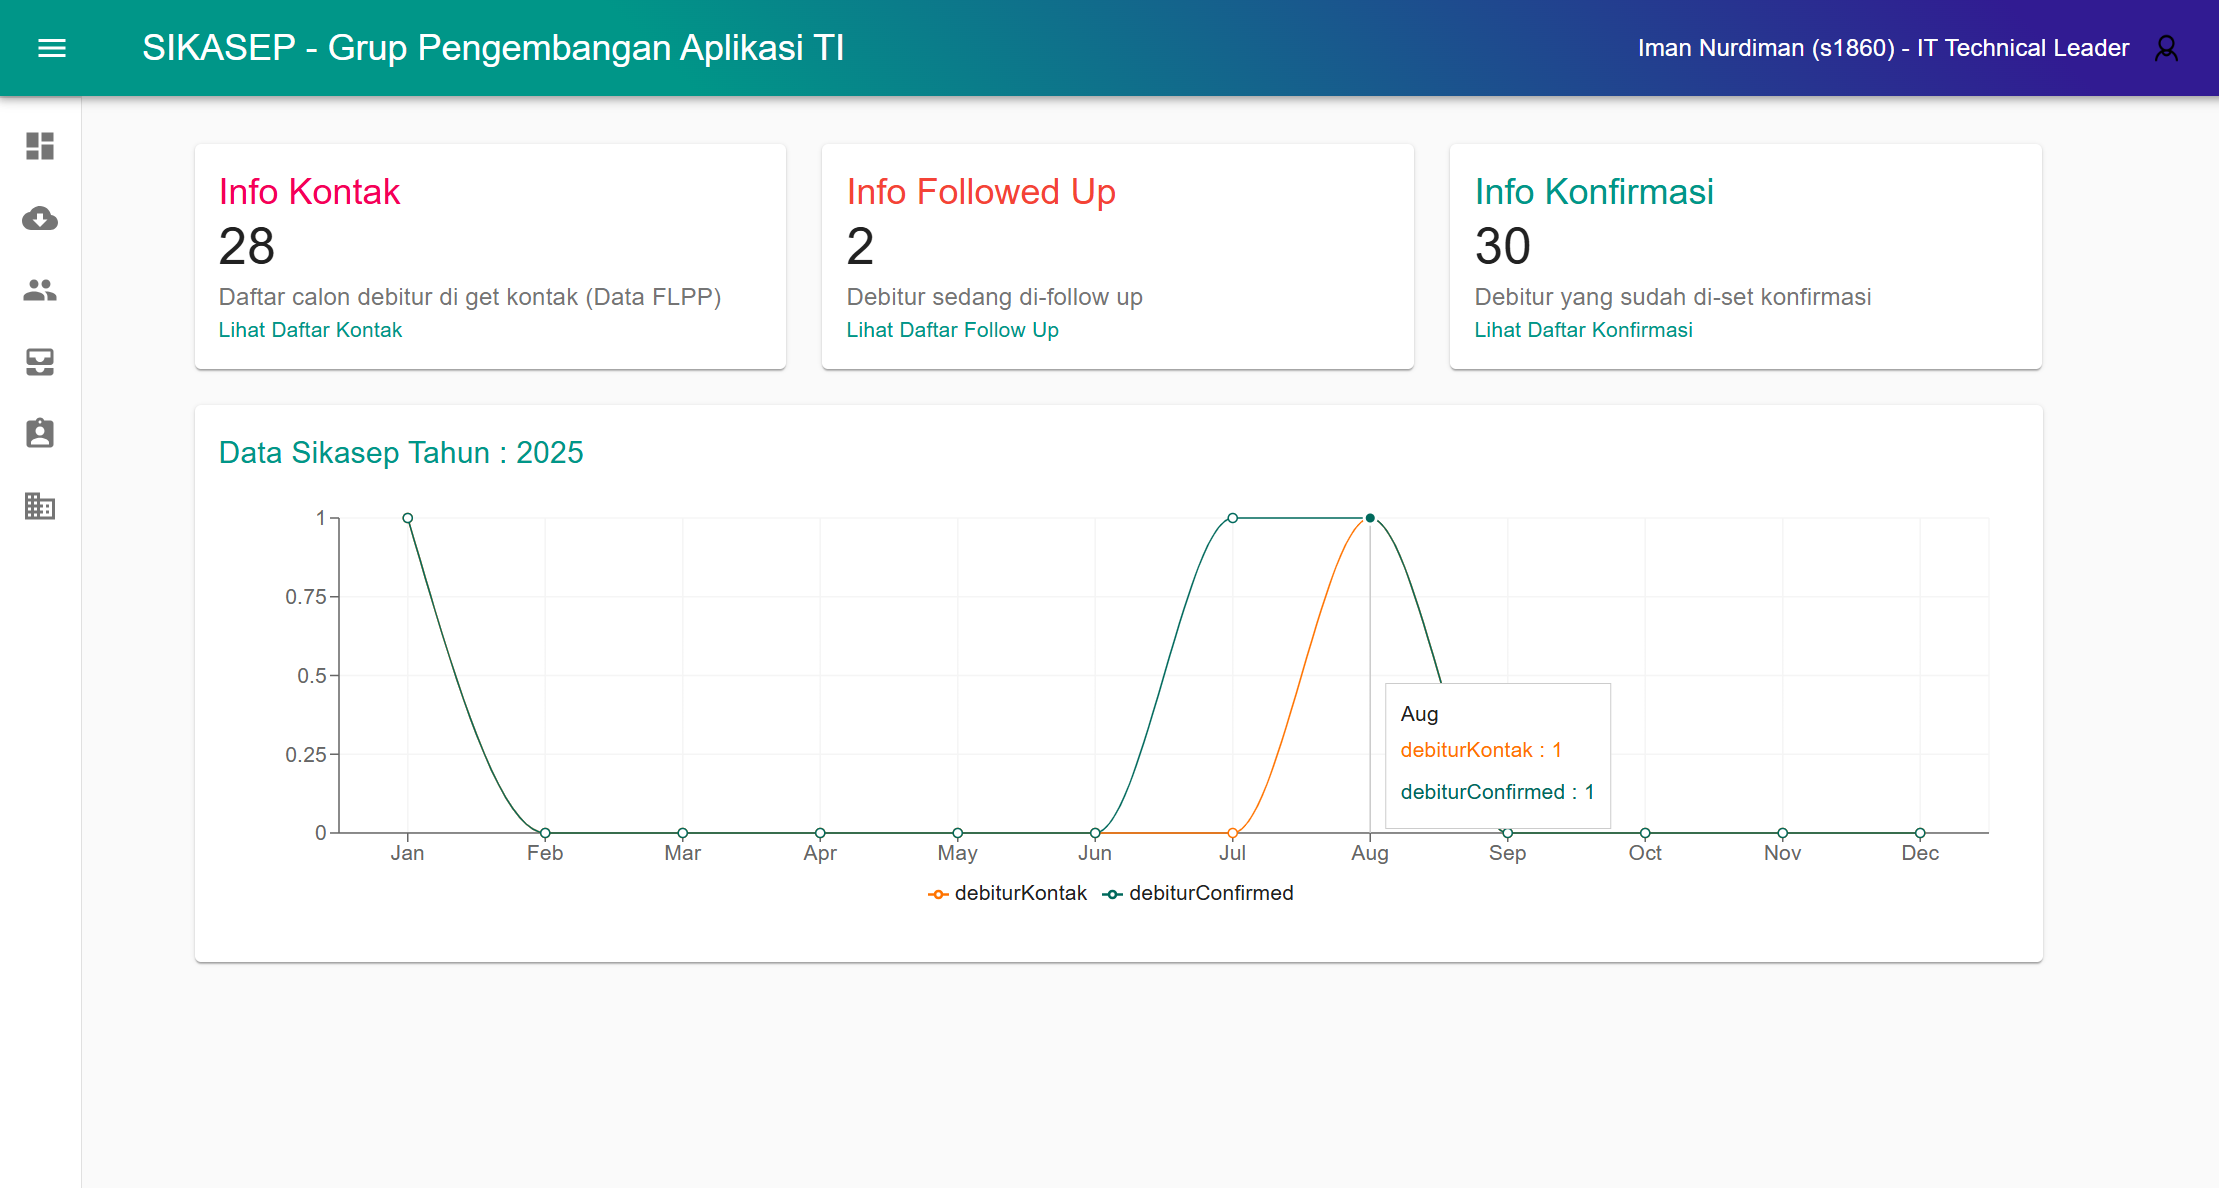 SIKASEP - Grup Pengembangan Aplikasi TI
Iman Nurdiman (s1860) - IT Technical Leader
Info Kontak
28
Daftar calon debitur di get kontak (Data FLPP)
Lihat Daftar Kontak
Info Followed Up
2
Debitur sedang di-follow up
Lihat Daftar Follow Up
Info Konfirmasi
30
Debitur yang sudah di-set konfirmasi
Lihat Daftar Konfirmasi
Data Sikasep Tahun : 2025
1
0.75
0.5
0.25
0
Aug
debiturKontak : 1
debiturConfirmed : 1
Jan Feb Mar Apr May Jun Jul Aug Sep Oct Nov Dec
debiturKontak debiturConfirmed